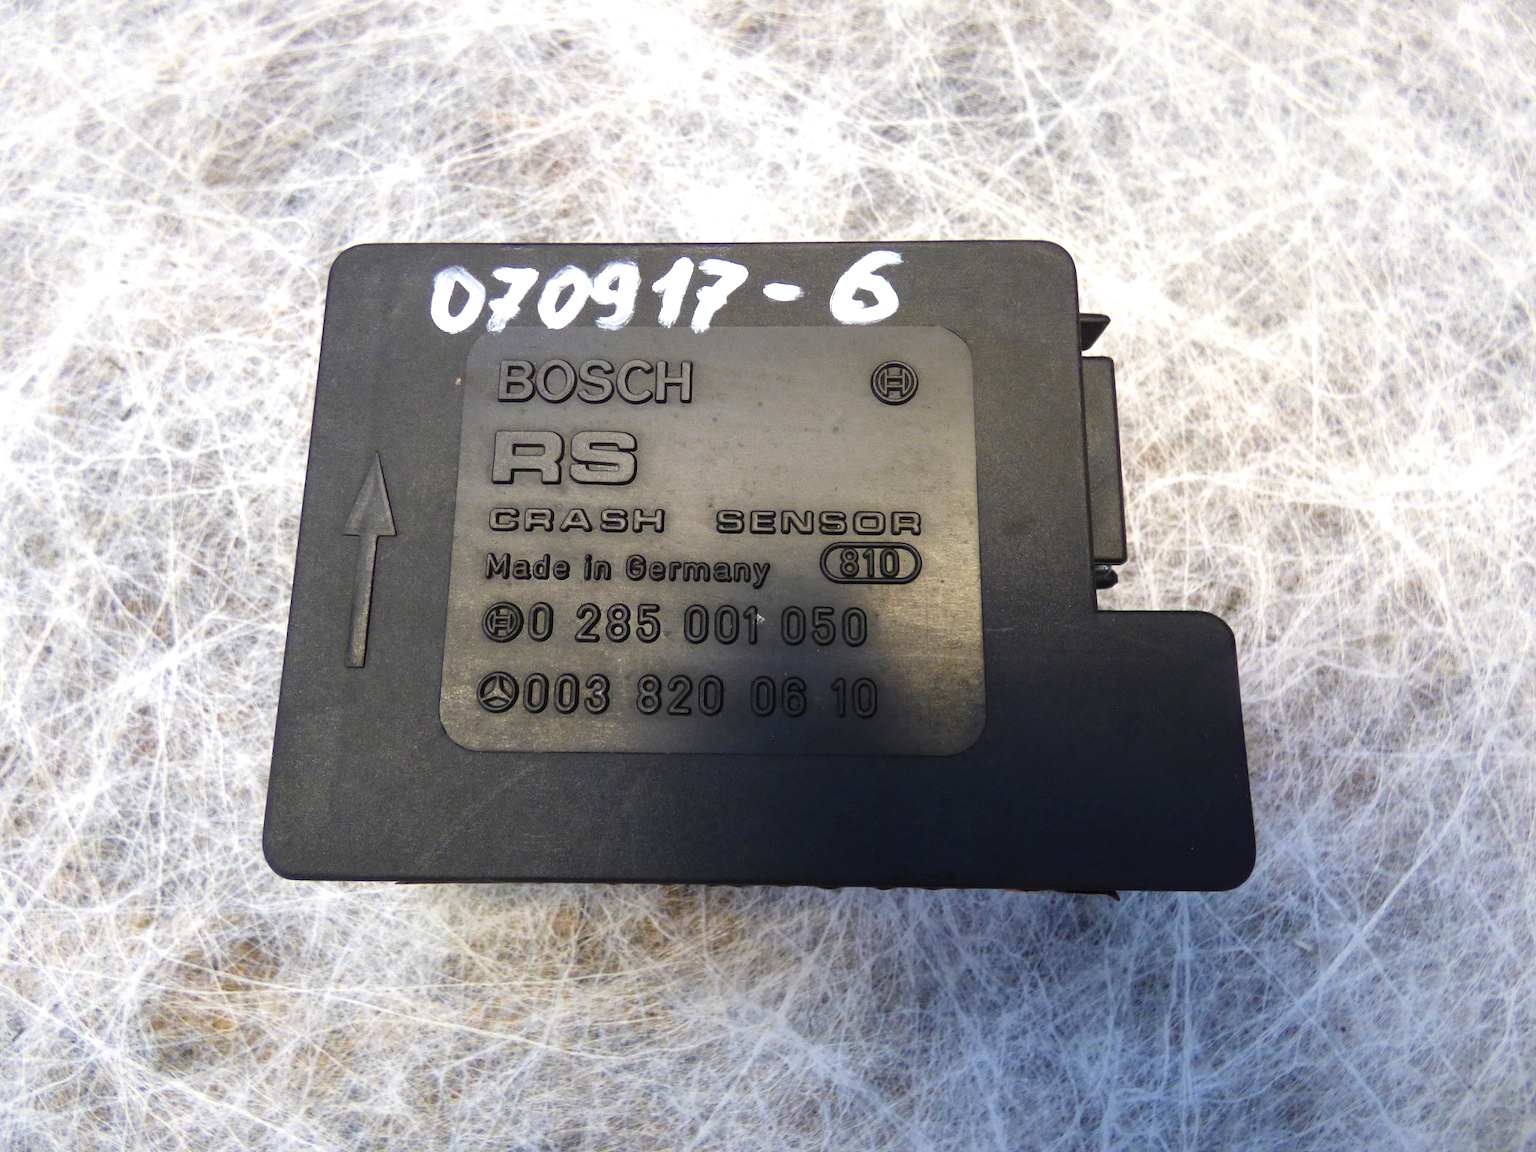 070917-6
BOSCH
RS
CRASH SENSOR
Made in Germany 810
0 285 001 050
003 820 06 10